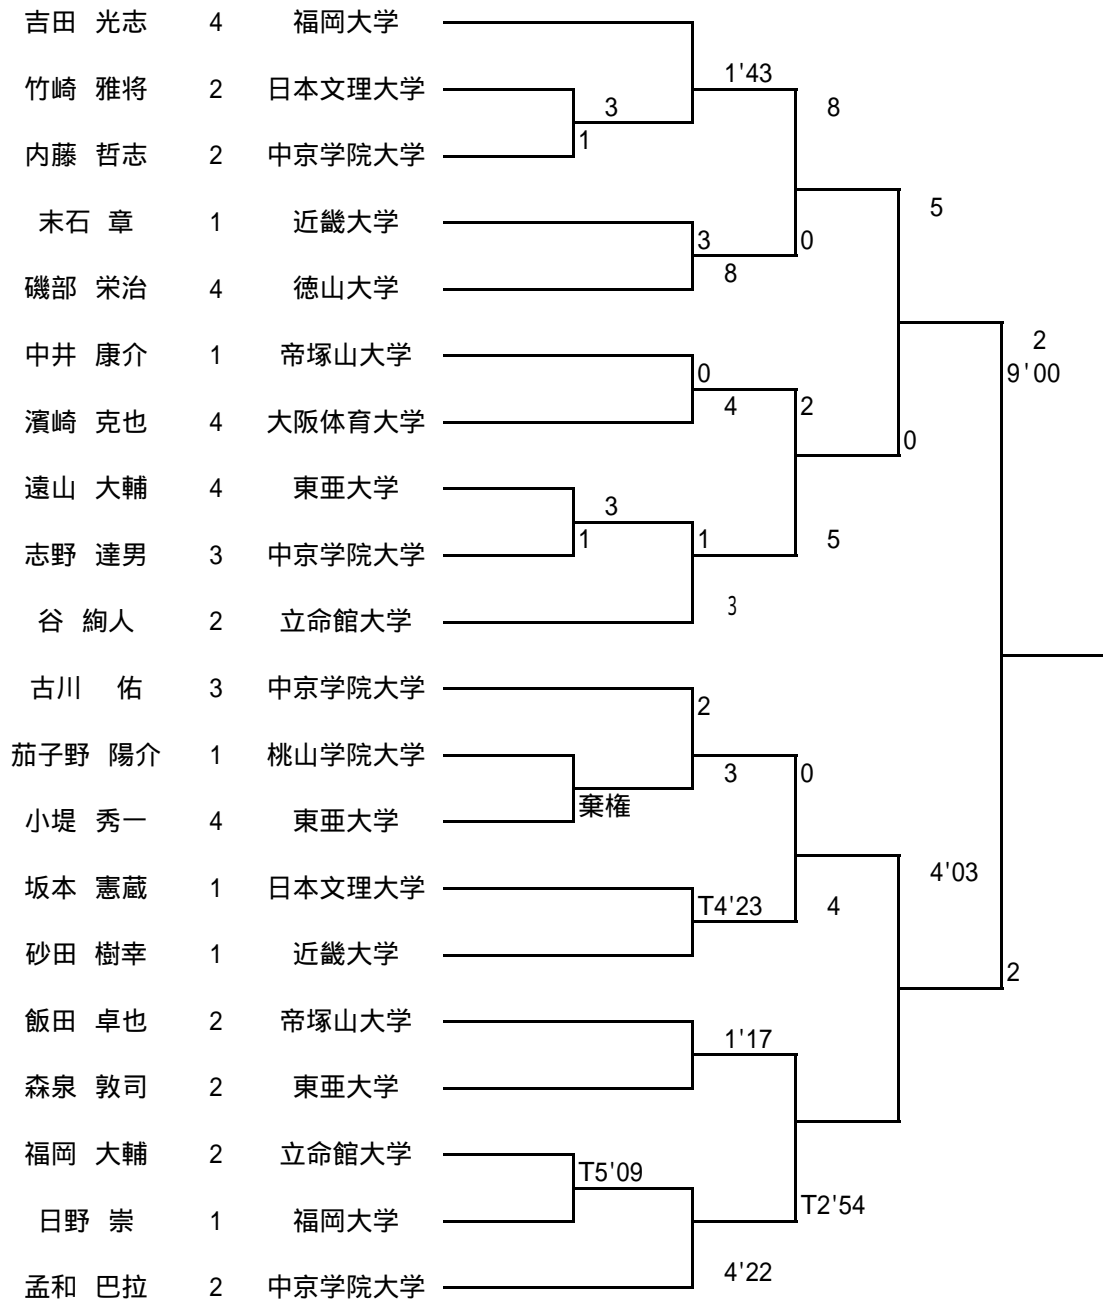 吉田 光志 4 福岡大学
1'43
竹崎 雅将 2 日本文理大学
3
8
1
内藤 哲志 2 中京学院大学
5
末石 章 1 近畿大学
3
0
8
磯部 栄治 4 徳山大学
2
中井 康介 1 帝塚山大学
0
9'00
4
2
濱崎 克也 4 大阪体育大学
0
遠山 大輔 4 東亜大学
3
1
1
5
志野 達男 3 中京学院大学
3
谷 絢人 2 立命館大学
古川 佑 3 中京学院大学
2
茄子野 陽介 1 桃山学院大学
3
0
棄権
小堤 秀一 4 東亜大学
4'03
坂本 憲蔵 1 日本文理大学
T4'23
4
砂田 樹幸 1 近畿大学
2
飯田 卓也 2 帝塚山大学
1'17
森泉 敦司 2 東亜大学
福岡 大輔 2 立命館大学
T5'09
T2'54
日野 崇 1 福岡大学
4'22
孟和 巴拉 2 中京学院大学